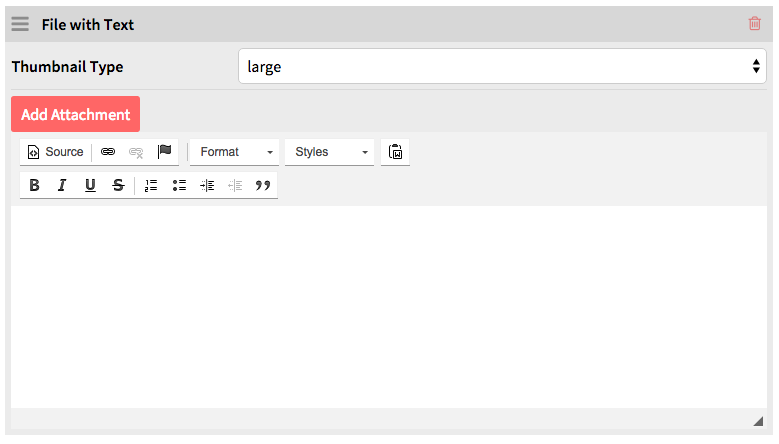 File with Text
Thumbnail Type large
Add Attachment
Source Format Styles
B I U S